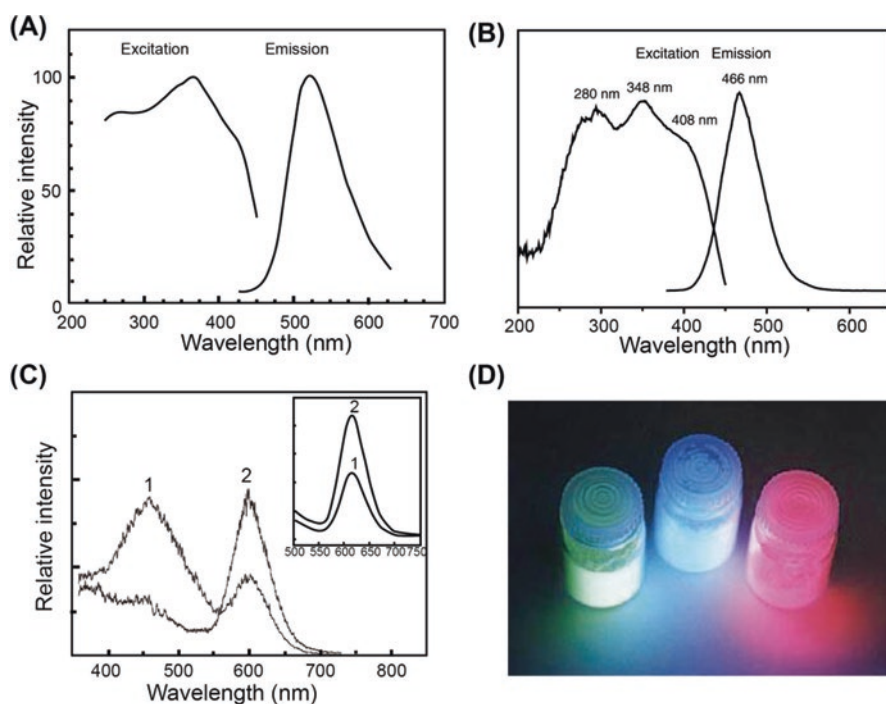 (A)
Excitation Emission
100
50
0
Relative intensity
200 300 400 500 600 700
Wavelength (nm)
(B)
Excitation Emission
280 nm 348 nm 408 nm 466 nm
200 300 400 500 600
Wavelength (nm)
(C)
1 2
Relative intensity
400 500 600 700 800
Wavelength (nm)
2
1
500 550 600 650 700 750
(D)